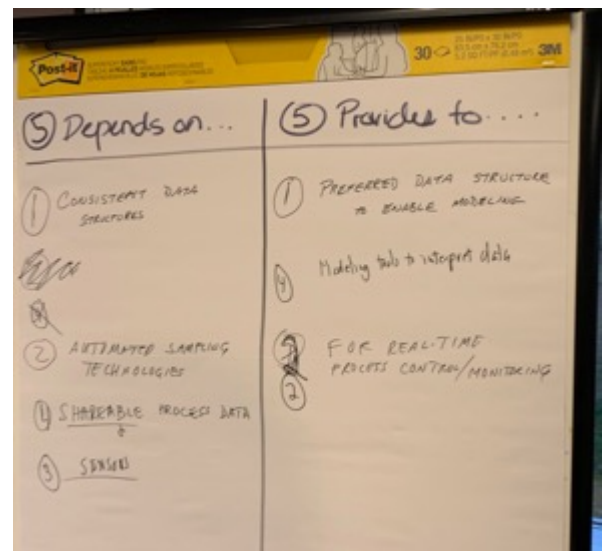 Post-it
30
3M
⑤ Depends on...
① CONSISTENT DATA
STRUCTURES
② AUTOMATED SAMPLING
TECHNOLOGIES
④ SHAREABLE PROCESS DATA
③ SENSORS
⑤ Provides to....
① PREFERRED DATA STRUCTURE
TO ENABLE MODELING
④ Modeling tools to interpret data
② FOR REAL-TIME
PROCESS CONTROL/MONITORING